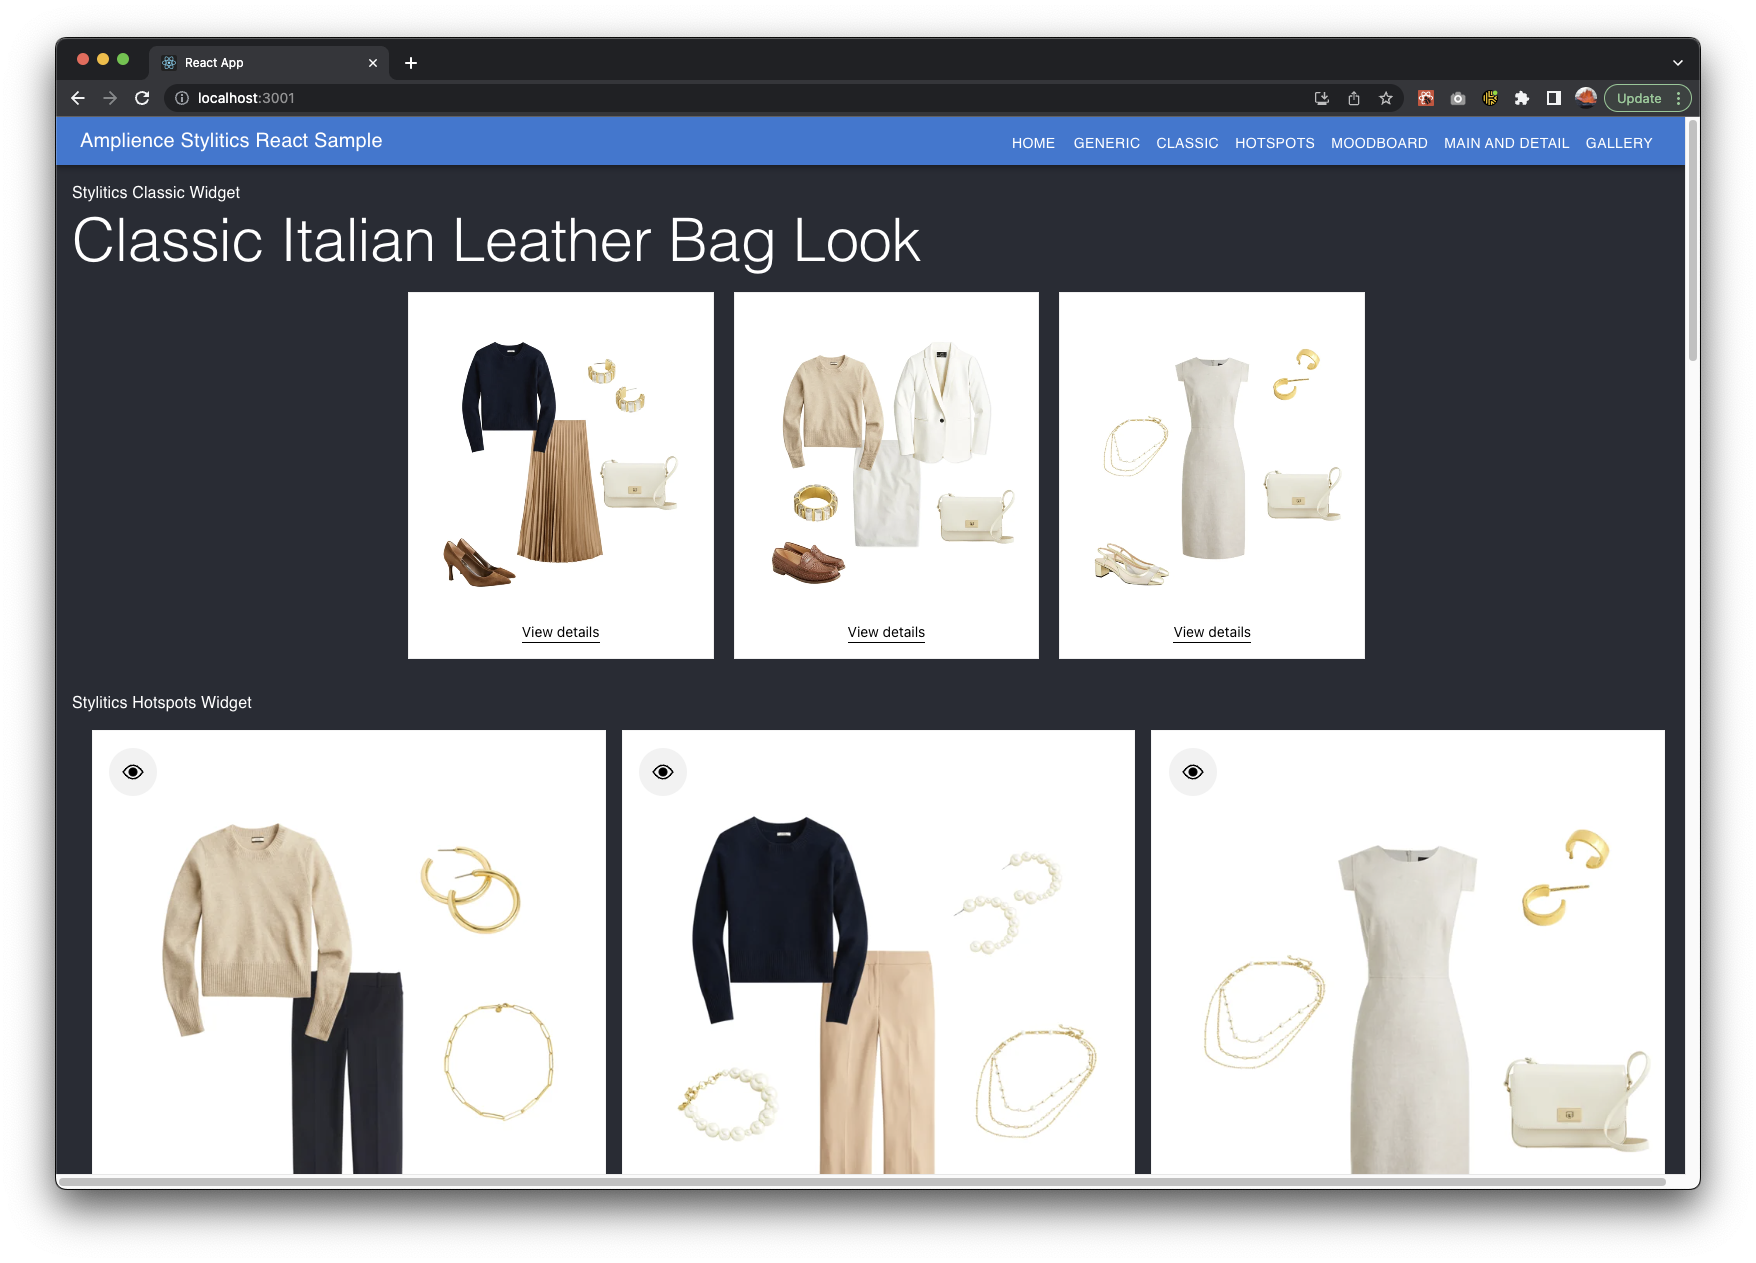 React App
localhost:3001
Update
Amplience Stylitics React Sample
HOME GENERIC CLASSIC HOTSPOTS MOODBOARD MAIN AND DETAIL GALLERY
Stylitics Classic Widget
Classic Italian Leather Bag Look
View details View details View details
Stylitics Hotspots Widget